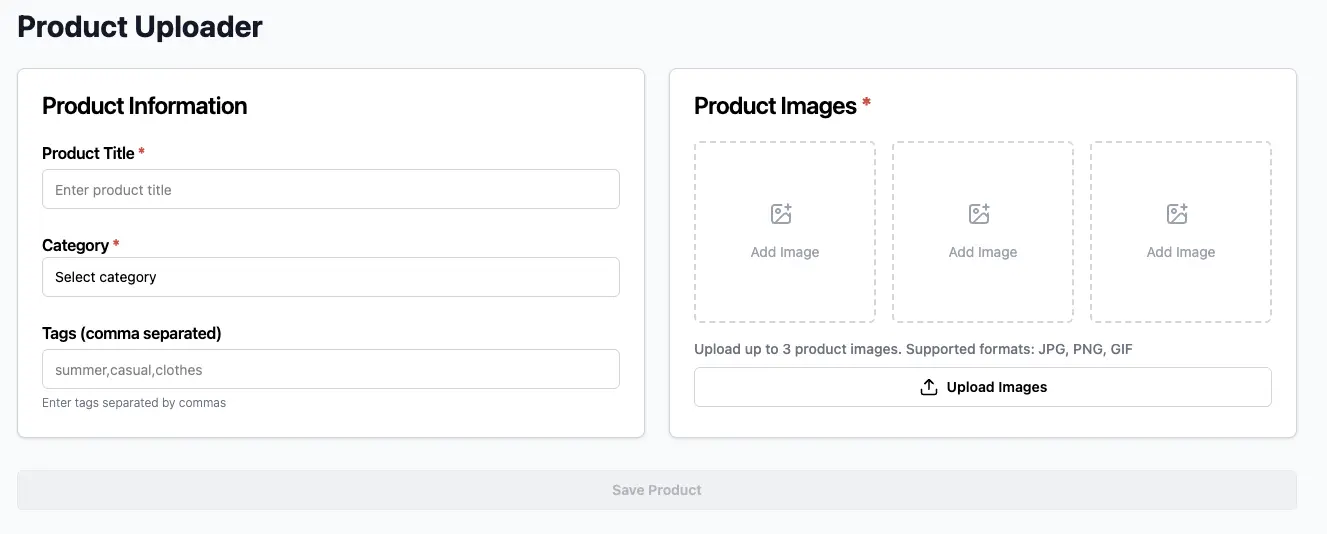 Product Uploader
Product Information
Product Title *
Enter product title
Category *
Select category
Tags (comma separated)
summer,casual,clothes
Enter tags separated by commas
Product Images *
Add Image
Add Image
Add Image
Upload up to 3 product images. Supported formats: JPG, PNG, GIF
Upload Images
Save Product